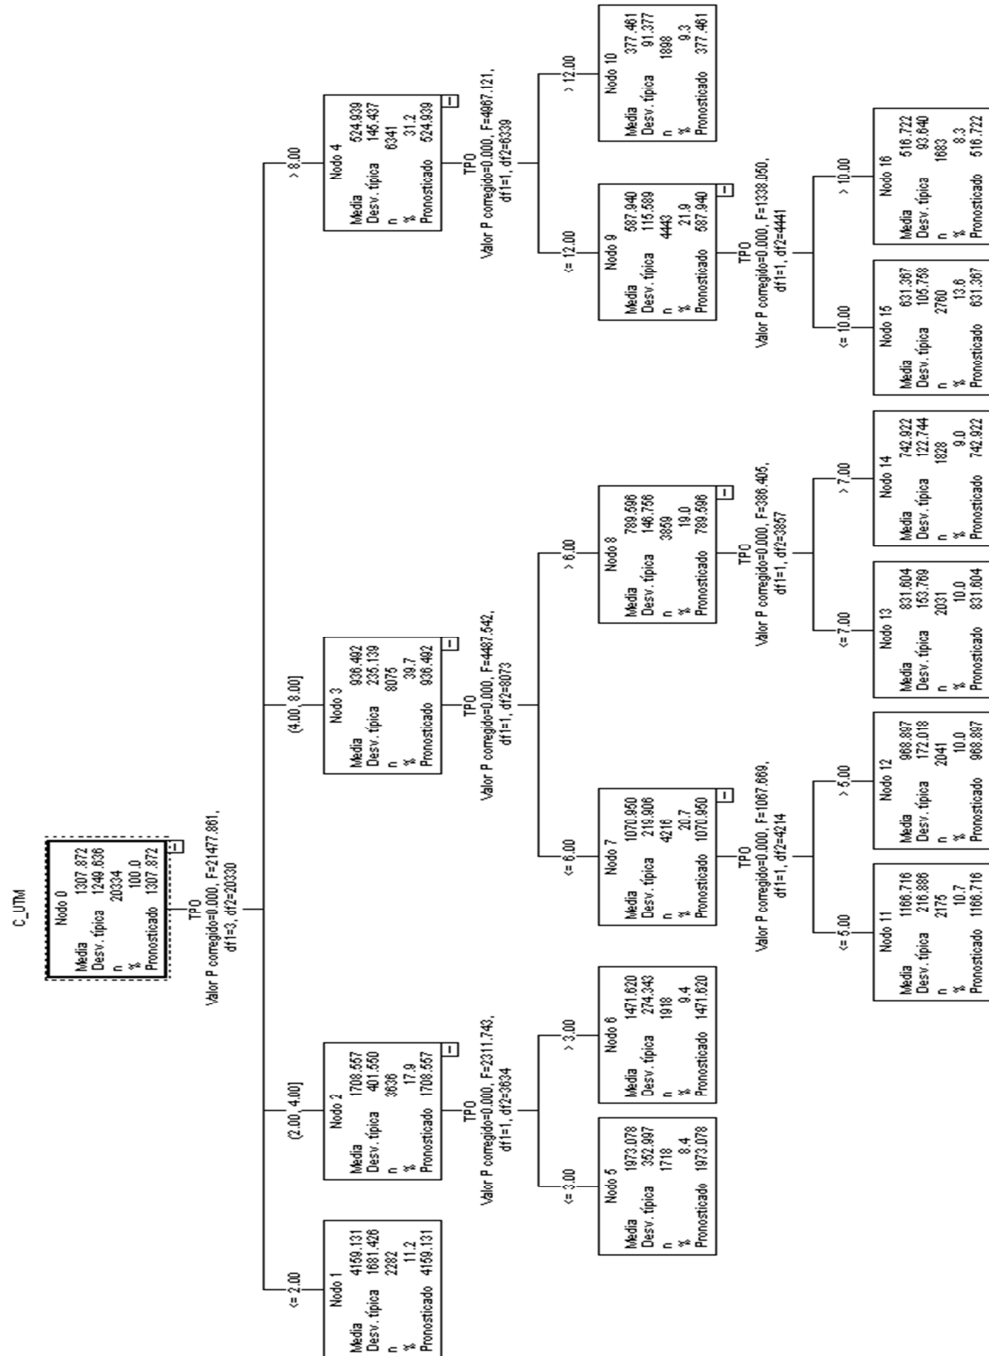 C_UTM
Nodo 0
Media 1307.872
Desv. típica 1249.636
n 20334
% 100.0
Pronosticado 1307.872
TPO
Valor P corregido=0.000, F=21477.861,
df1=3, df2=20330
<= 2.00
(2.00, 4.00]
(4.00, 8.00]
> 8.00
Nodo 1
Media 4159.131
Desv. típica 1681.426
n 2282
% 11.2
Pronosticado 4159.131
Nodo 2
Media 1708.557
Desv. típica 401.550
n 3636
% 17.9
Pronosticado 1708.557
TPO
Valor P corregido=0.000, F=2311.743,
df1=1, df2=3634
Nodo 3
Media 936.492
Desv. típica 235.139
n 8075
% 39.7
Pronosticado 936.492
TPO
Valor P corregido=0.000, F=4487.542,
df1=1, df2=8073
Nodo 4
Media 524.939
Desv. típica 145.437
n 6341
% 31.2
Pronosticado 524.939
TPO
Valor P corregido=0.000, F=4967.121,
df1=1, df2=6339
<= 3.00
> 3.00
<= 6.00
> 6.00
<= 12.00
> 12.00
Nodo 5
Media 1973.078
Desv. típica 352.997
n 1718
% 8.4
Pronosticado 1973.078
Nodo 6
Media 1471.620
Desv. típica 274.343
n 1918
% 9.4
Pronosticado 1471.620
Nodo 7
Media 1070.950
Desv. típica 219.906
n 4216
% 20.7
Pronosticado 1070.950
TPO
Valor P corregido=0.000, F=1067.669,
df1=1, df2=4214
Nodo 8
Media 789.596
Desv. típica 146.756
n 3859
% 19.0
Pronosticado 789.596
TPO
Valor P corregido=0.000, F=386.405,
df1=1, df2=3857
Nodo 9
Media 587.940
Desv. típica 115.589
n 4443
% 21.9
Pronosticado 587.940
TPO
Valor P corregido=0.000, F=1338.050,
df1=1, df2=4441
Nodo 10
Media 377.461
Desv. típica 91.377
n 1898
% 9.3
Pronosticado 377.461
<= 5.00
> 5.00
<= 7.00
> 7.00
<= 10.00
> 10.00
Nodo 11
Media 1166.716
Desv. típica 216.886
n 2175
% 10.7
Pronosticado 1166.716
Nodo 12
Media 968.897
Desv. típica 172.018
n 2041
% 10.0
Pronosticado 968.897
Nodo 13
Media 831.604
Desv. típica 153.769
n 2031
% 10.0
Pronosticado 831.604
Nodo 14
Media 742.922
Desv. típica 122.744
n 1828
% 9.0
Pronosticado 742.922
Nodo 15
Media 631.367
Desv. típica 105.758
n 2760
% 13.6
Pronosticado 631.367
Nodo 16
Media 516.722
Desv. típica 93.640
n 1683
% 8.3
Pronosticado 516.722